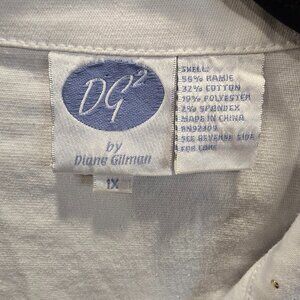 DG²
by
Diane Gilman
1X
SHELL:
56% RAMIE
32% COTTON
10% POLYESTER
2% SPANDEX
MADE IN CHINA
RN92309
SEE REVERSE SIDE
FOR CARE